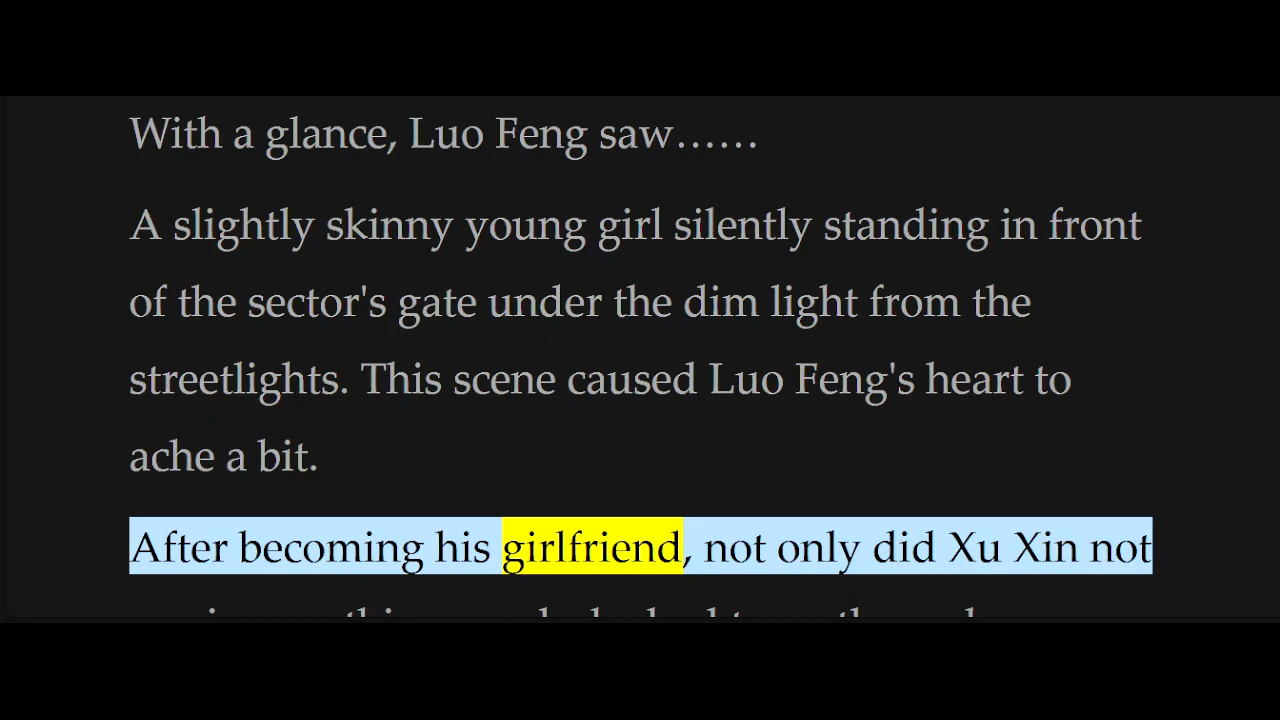 With a glance, Luo Feng saw……
A slightly skinny young girl silently standing in front
of the sector's gate under the dim light from the
streetlights. This scene caused Luo Feng's heart to
ache a bit.
After becoming his girlfriend, not only did Xu Xin not